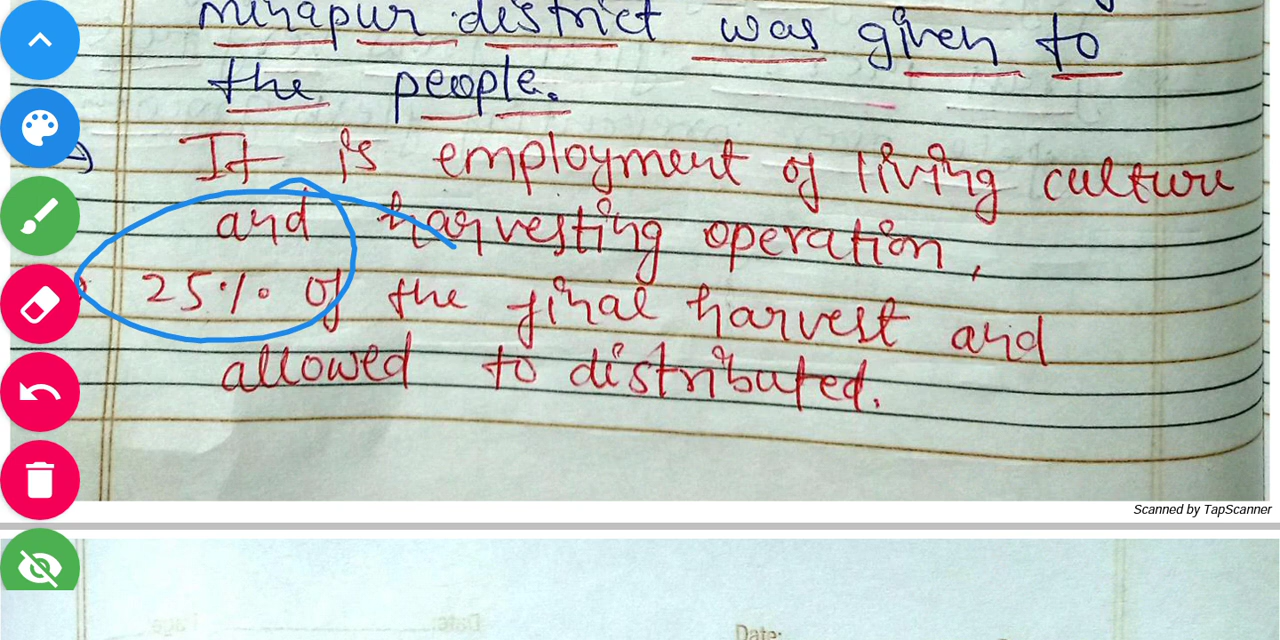 district was given to
the people.
It is employment of living culture
and harvesting operation,
25% of the final harvest and
allowed to distributed.
Scanned by TapScanner
Date: